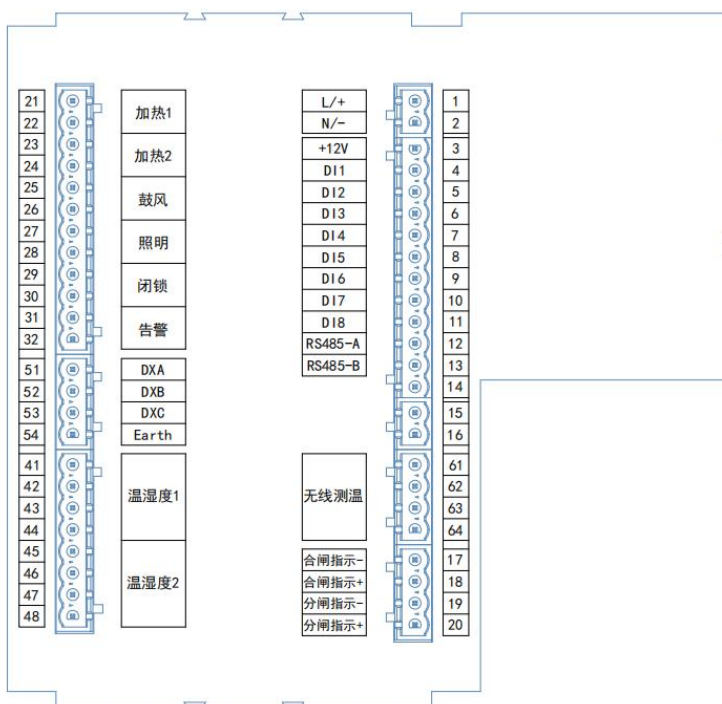 21 加热1 L/+ 1
22 N/- 2
23 加热2 +12V 3
24 DI1 4
25 鼓风 DI2 5
26 DI3 6
27 照明 DI4 7
28 DI5 8
29 闭锁 DI6 9
30 DI7 10
31 告警 DI8 11
32 RS485-A 12
51 DXA RS485-B 13
52 DXB 14
53 DXC 15
54 Earth 16
41 温湿度1 无线测温 61
42 62
43 63
44 64
45 温湿度2 合闸指示- 17
46 合闸指示+ 18
47 分闸指示- 19
48 分闸指示+ 20